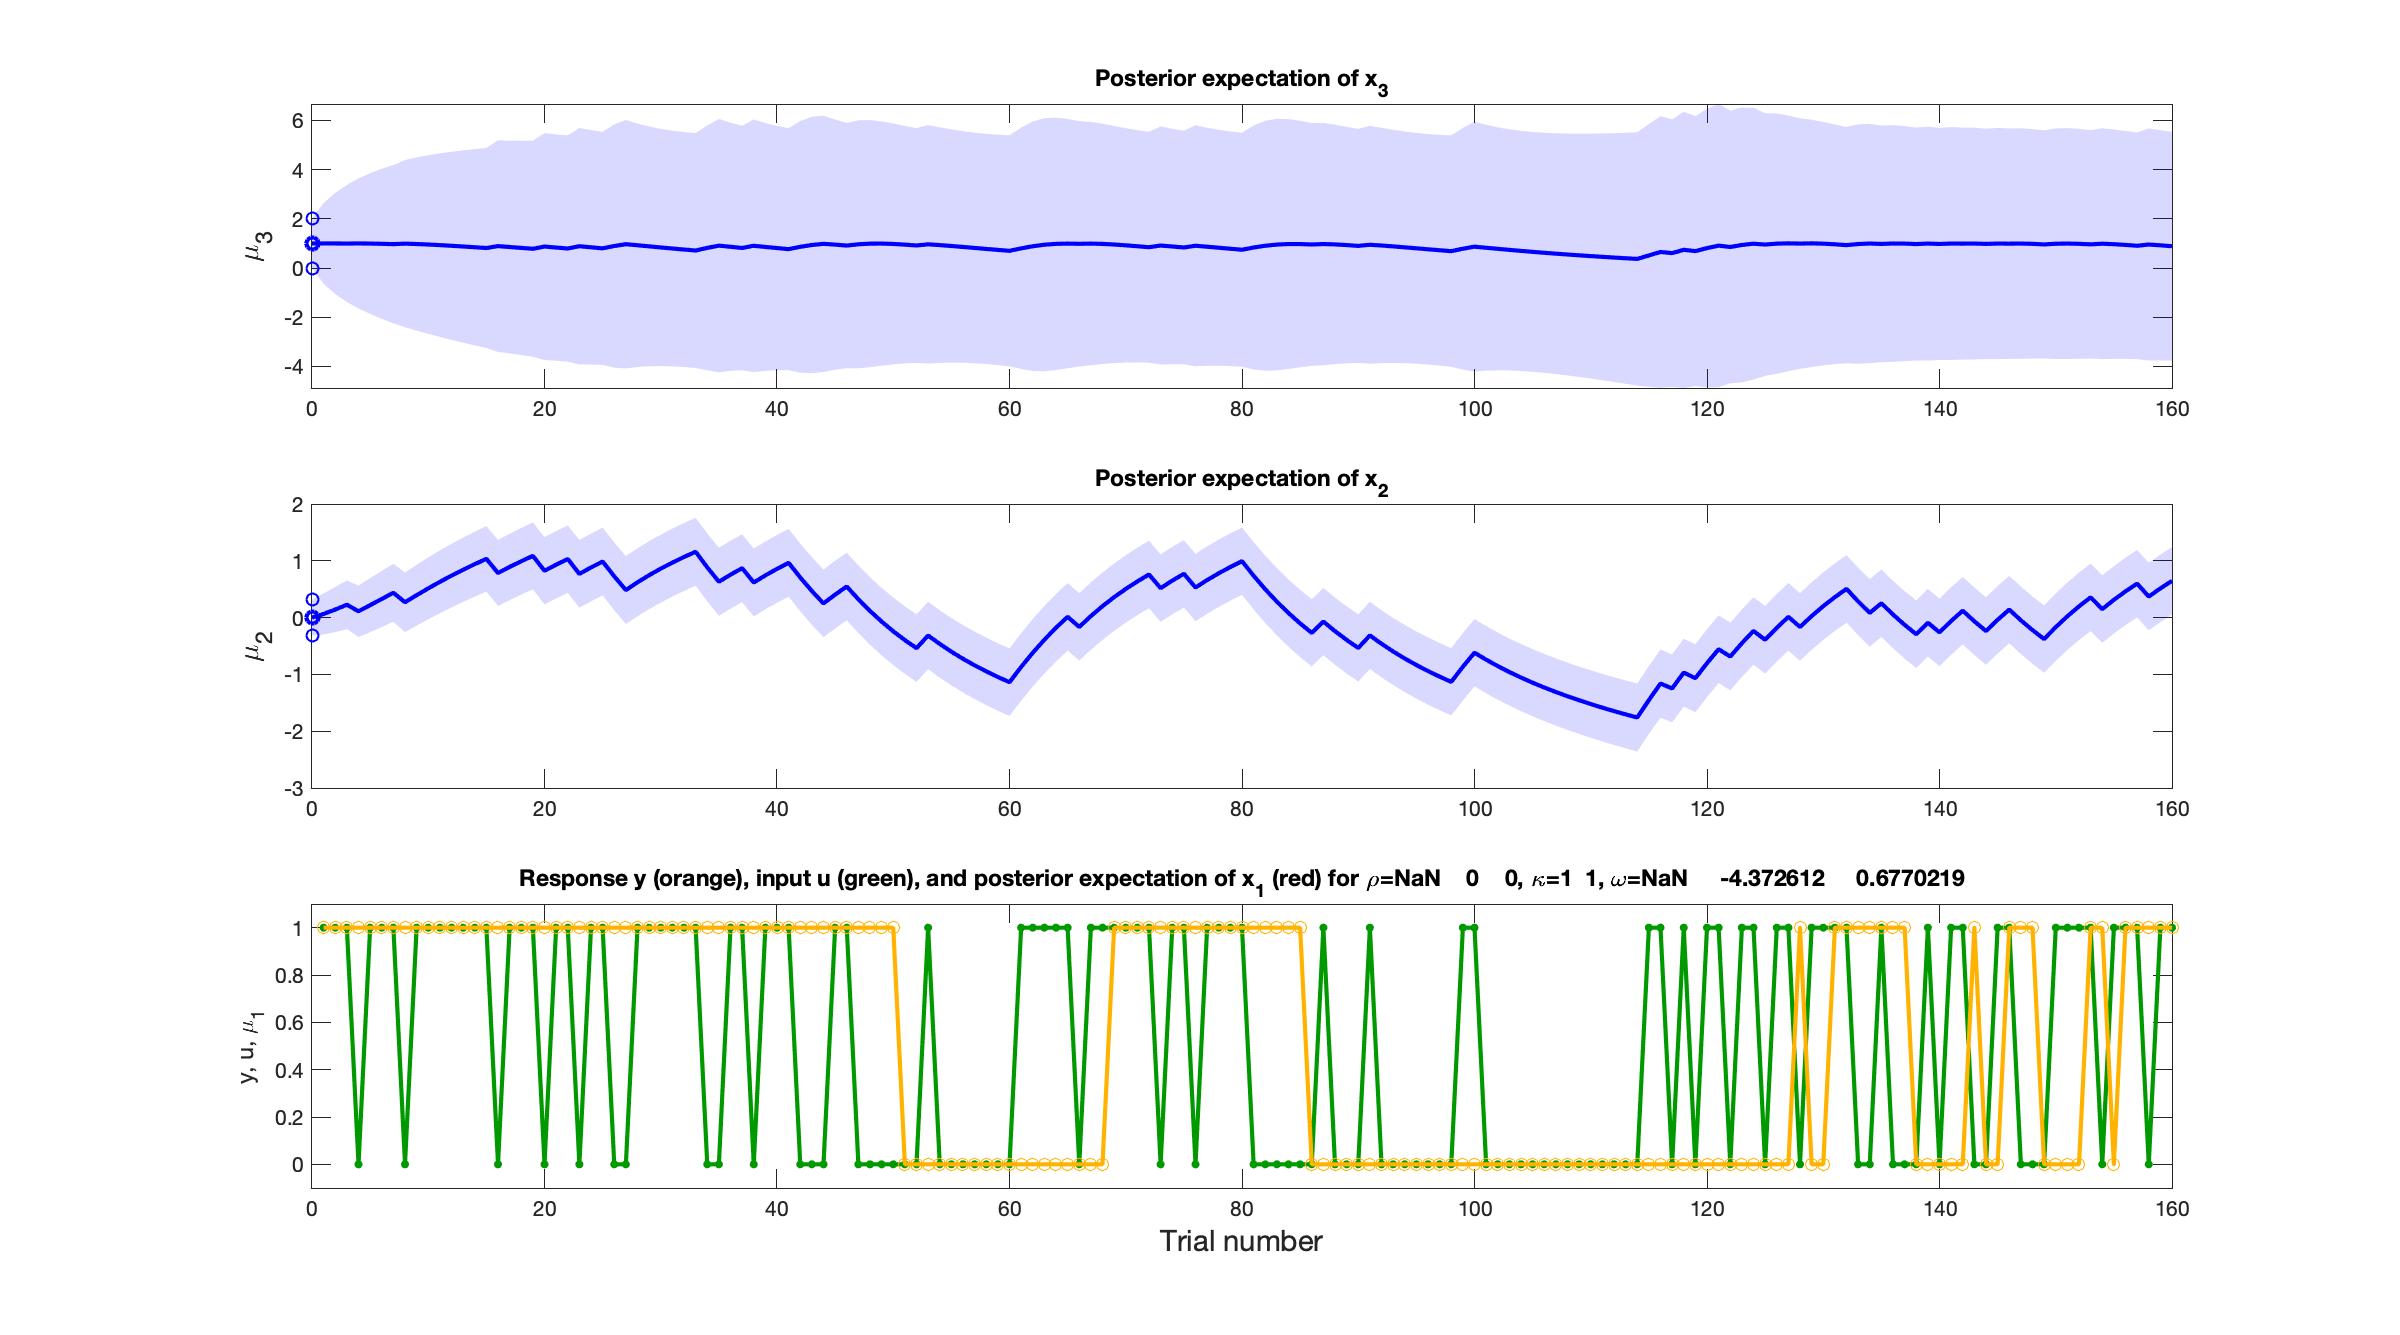 Posterior expectation of x3
μ3
6
4
2
0
-2
-4
0 20 40 60 80 100 120 140 160
Posterior expectation of x2
μ2
2
1
0
-1
-2
-3
0 20 40 60 80 100 120 140 160
Response y (orange), input u (green), and posterior expectation of x1 (red) for ρ=NaN 0 0, κ=1 1, ω=NaN -4.372612 0.6770219
y, u, μ1
1
0.8
0.6
0.4
0.2
0
0 20 40 60 80 100 120 140 160
Trial number